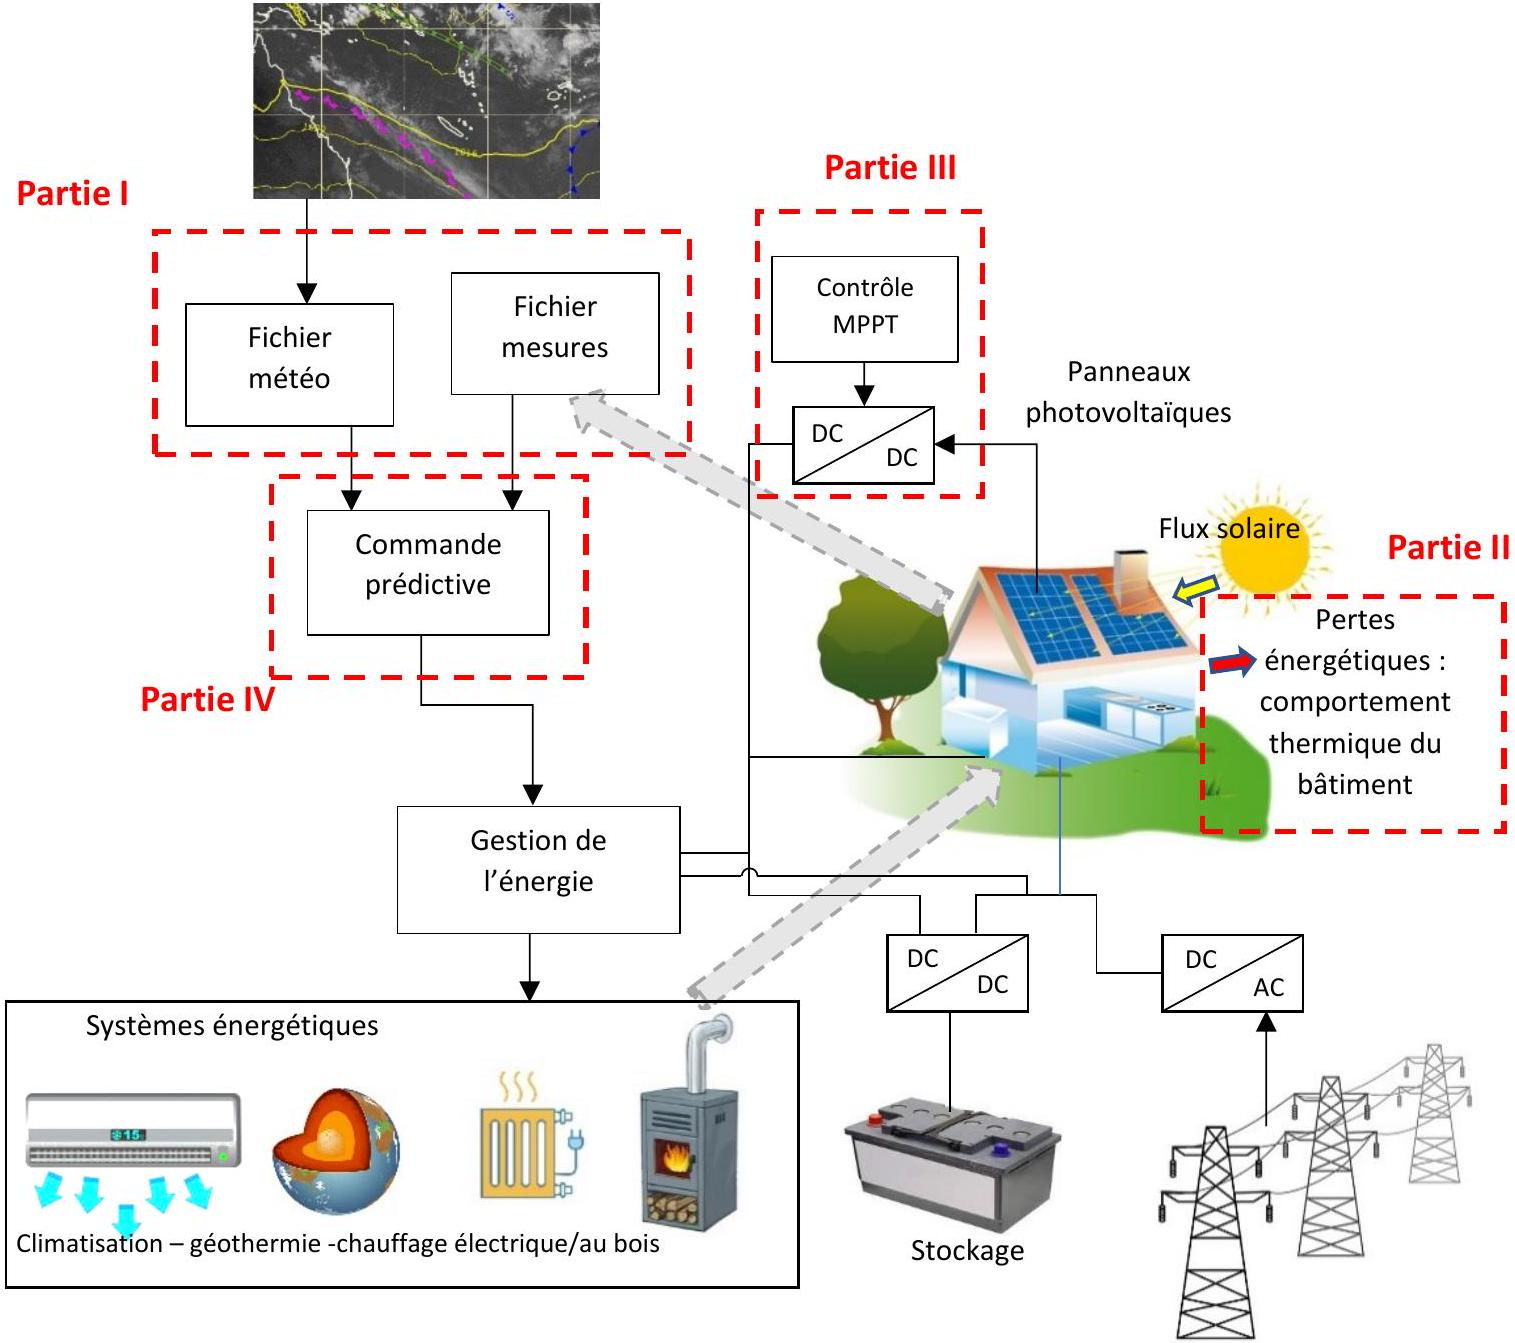 Partie I
Partie III
Fichier
météo
Fichier
mesures
Contrôle
MPPT
DC
DC
Panneaux
photovoltaïques
Commande
prédictive
Partie IV
Flux solaire
Partie II
Pertes
énergétiques :
comportement
thermique du
bâtiment
Gestion de
l’énergie
DC
DC
DC
AC
Systèmes énergétiques
15
Climatisation – géothermie -chauffage électrique/au bois
Stockage